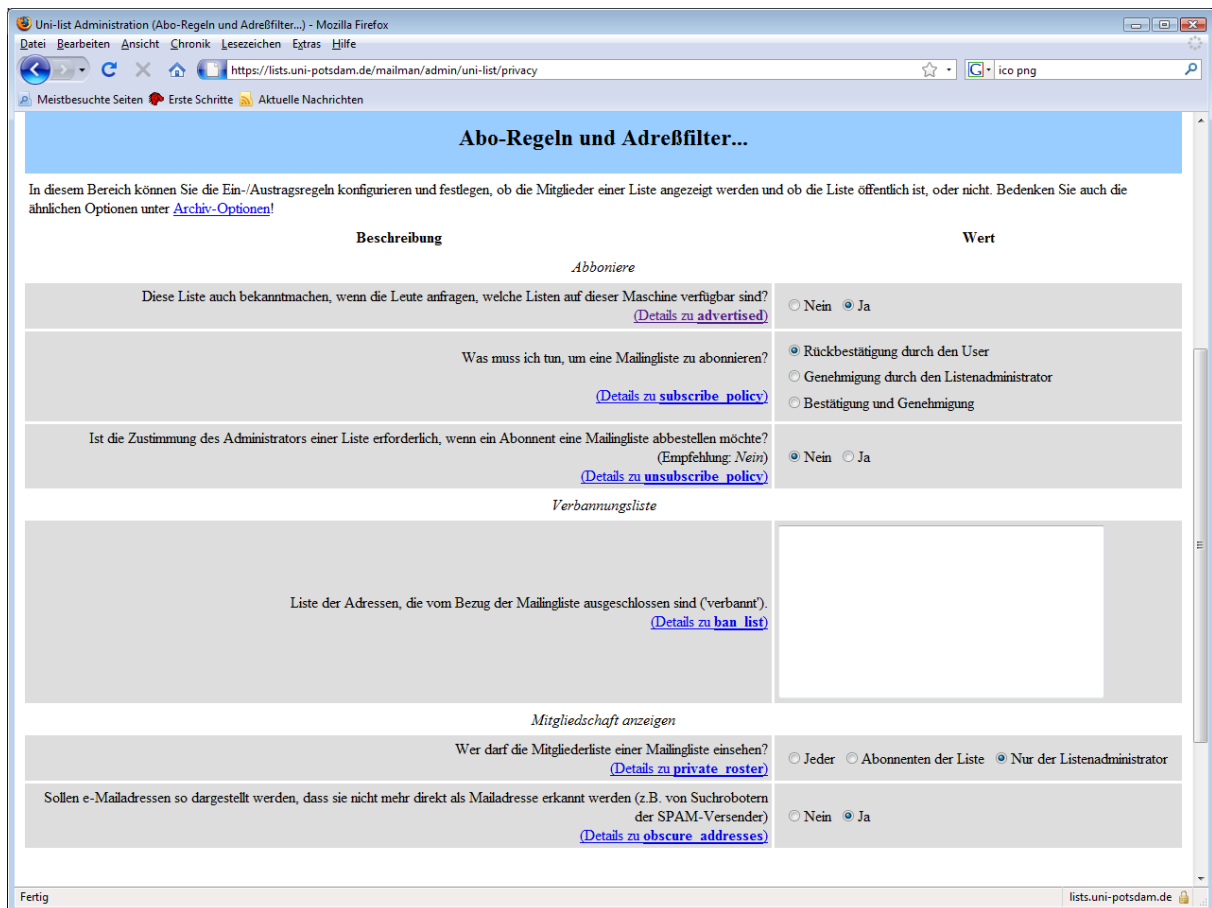 Uni-list Administration (Abo-Regeln und Adreßfilter...) - Mozilla Firefox
Datei Bearbeiten Ansicht Chronik Lesezeichen Extras Hilfe
https://lists.uni-potsdam.de/mailman/admin/uni-list/privacy
G ico png
Meistbesuchte Seiten Erste Schritte Aktuelle Nachrichten
Abo-Regeln und Adreßfilter...
In diesem Bereich können Sie die Ein-/Austragsregeln konfigurieren und festlegen, ob die Mitglieder einer Liste angezeigt werden und ob die Liste öffentlich ist, oder nicht. Bedenken Sie auch die
ähnlichen Optionen unter Archiv-Optionen!
Beschreibung Wert
Abboniere
Diese Liste auch bekanntmachen, wenn die Leute anfragen, welche Listen auf dieser Maschine verfügbar sind?
(Details zu advertised)
Nein Ja
Was muss ich tun, um eine Mailingliste zu abonnieren?
(Details zu subscribe_policy)
Rückbestätigung durch den User
Genehmigung durch den Listenadministrator
Bestätigung und Genehmigung
Ist die Zustimmung des Administrators einer Liste erforderlich, wenn ein Abonnent eine Mailingliste abbestellen möchte?
(Empfehlung: Nein)
(Details zu unsubscribe_policy)
Nein Ja
Verbannungsliste
Liste der Adressen, die vom Bezug der Mailingliste ausgeschlossen sind ('verbannt').
(Details zu ban_list)
Mitgliedschaft anzeigen
Wer darf die Mitgliederliste einer Mailingliste einsehen?
(Details zu private_roster)
Jeder Abonnenten der Liste Nur der Listenadministrator
Sollen e-Mailadressen so dargestellt werden, dass sie nicht mehr direkt als Mailadresse erkannt werden (z.B. von Suchrobotern
der SPAM-Versender)
(Details zu obscure_addresses)
Nein Ja
Fertig lists.uni-potsdam.de